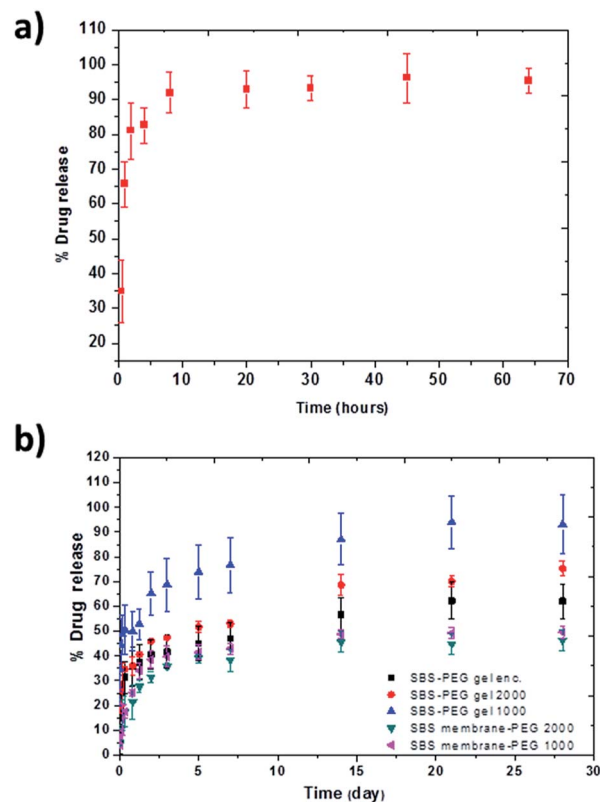 a)
110
100
90
80
70
60
50
40
30
20
% Drug release
0 10 20 30 40 50 60 70
Time (hours)
b)
120
110
100
90
80
70
60
50
40
30
20
10
0
% Drug release
SBS-PEG gel enc.
SBS-PEG gel 2000
SBS-PEG gel 1000
SBS membrane-PEG 2000
SBS membrane-PEG 1000
0 5 10 15 20 25 30
Time (day)